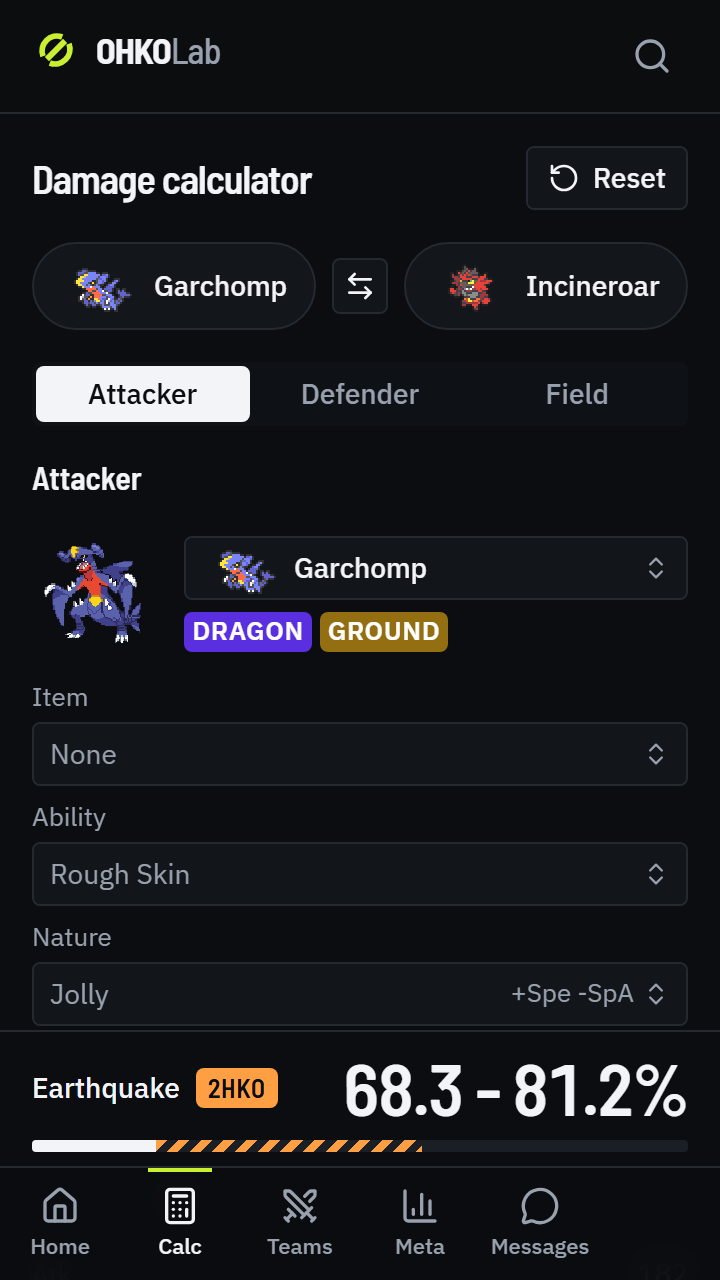 OHKOLab
Damage calculator
Reset
Garchomp
Incineroar
Attacker
Defender
Field
Attacker
Garchomp
DRAGON
GROUND
Item
None
Ability
Rough Skin
Nature
Jolly
+Spe -SpA
Earthquake
2HKO
68.3 – 81.2%
Home
Calc
Teams
Meta
Messages